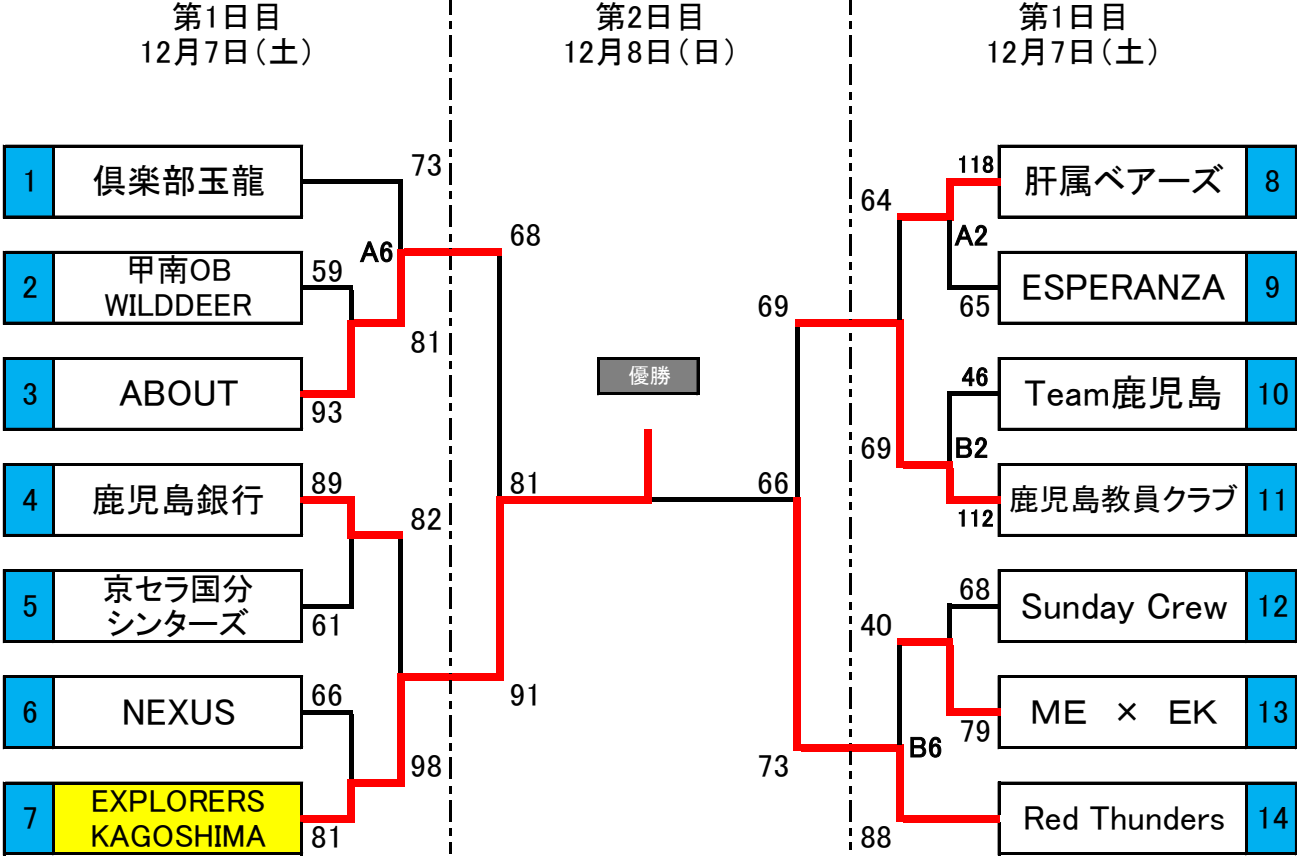 第1日目
12月7日(土)
第2日目
12月8日(日)
第1日目
12月7日(土)
1
倶楽部玉龍
73
2
甲南OB
WILDDEER
59
A6
68
3
ABOUT
93
81
4
鹿児島銀行
89
82
5
京セラ国分
シンターズ
61
6
NEXUS
66
91
7
EXPLORERS
KAGOSHIMA
81
98
優勝
81
66
69
73
64
118
肝属ベアーズ
8
A2
65
ESPERANZA
9
46
Team鹿児島
10
69
B2
112
鹿児島教員クラブ
11
68
Sunday Crew
12
40
79
ME × EK
13
B6
88
Red Thunders
14